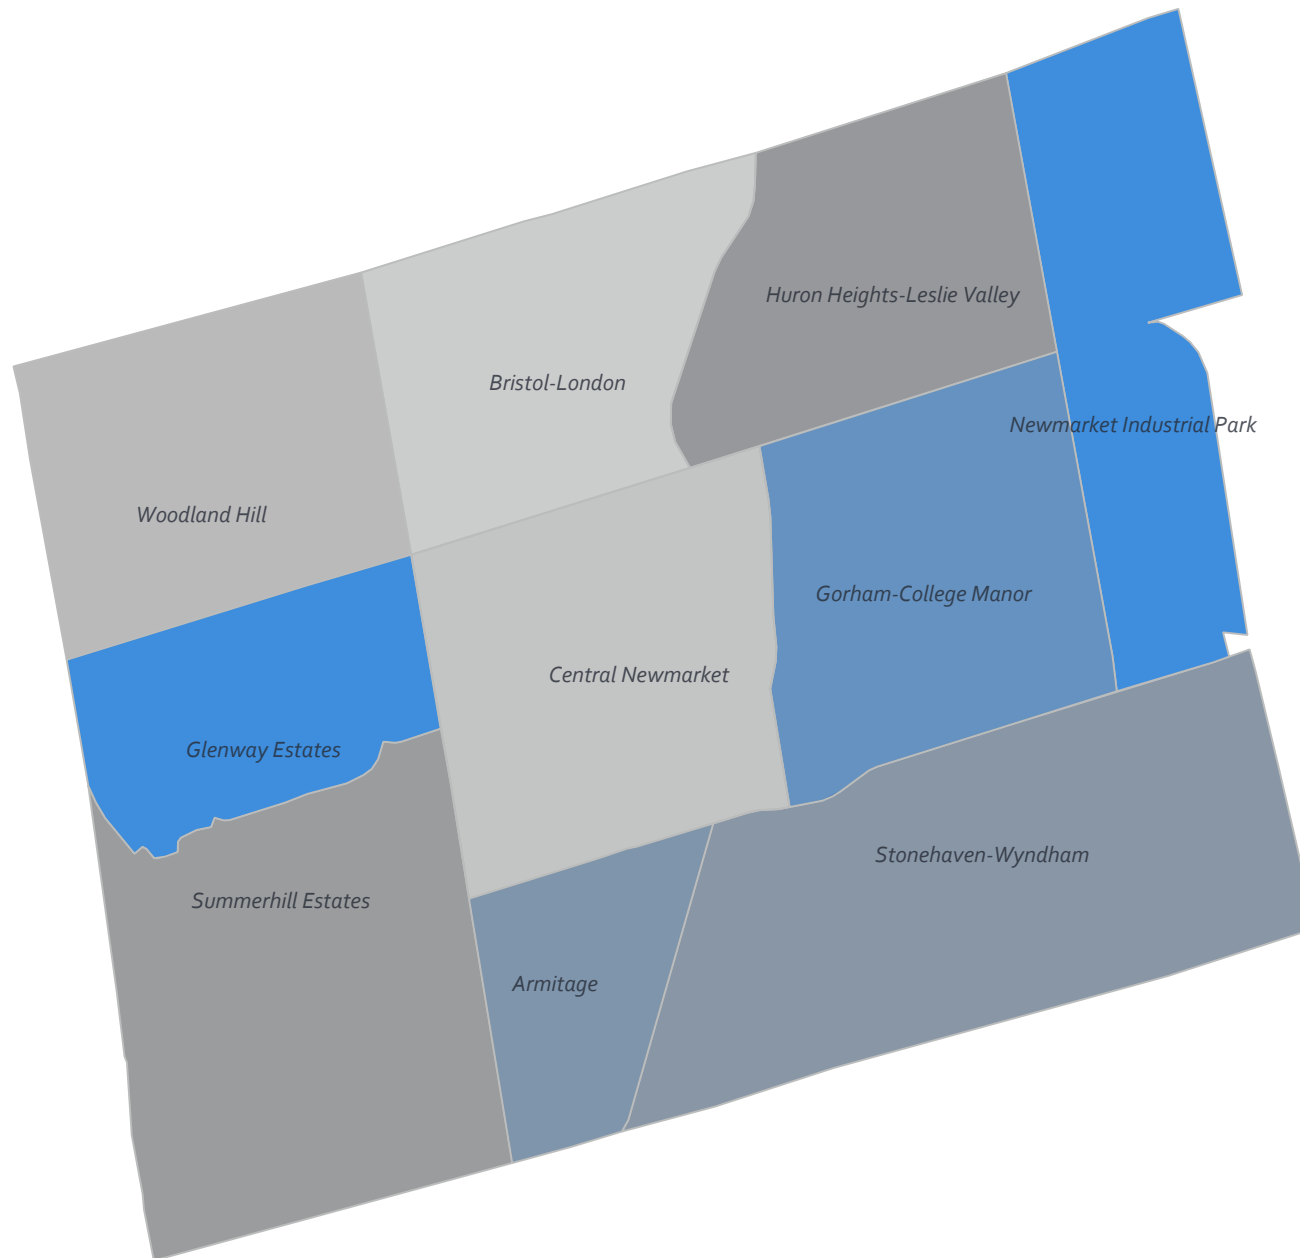 Huron Heights-Leslie Valley
Bristol-London
Newmarket Industrial Park
Woodland Hill
Gorham-College Manor
Central Newmarket
Glenway Estates
Stonehaven-Wyndham
Summerhill Estates
Armitage